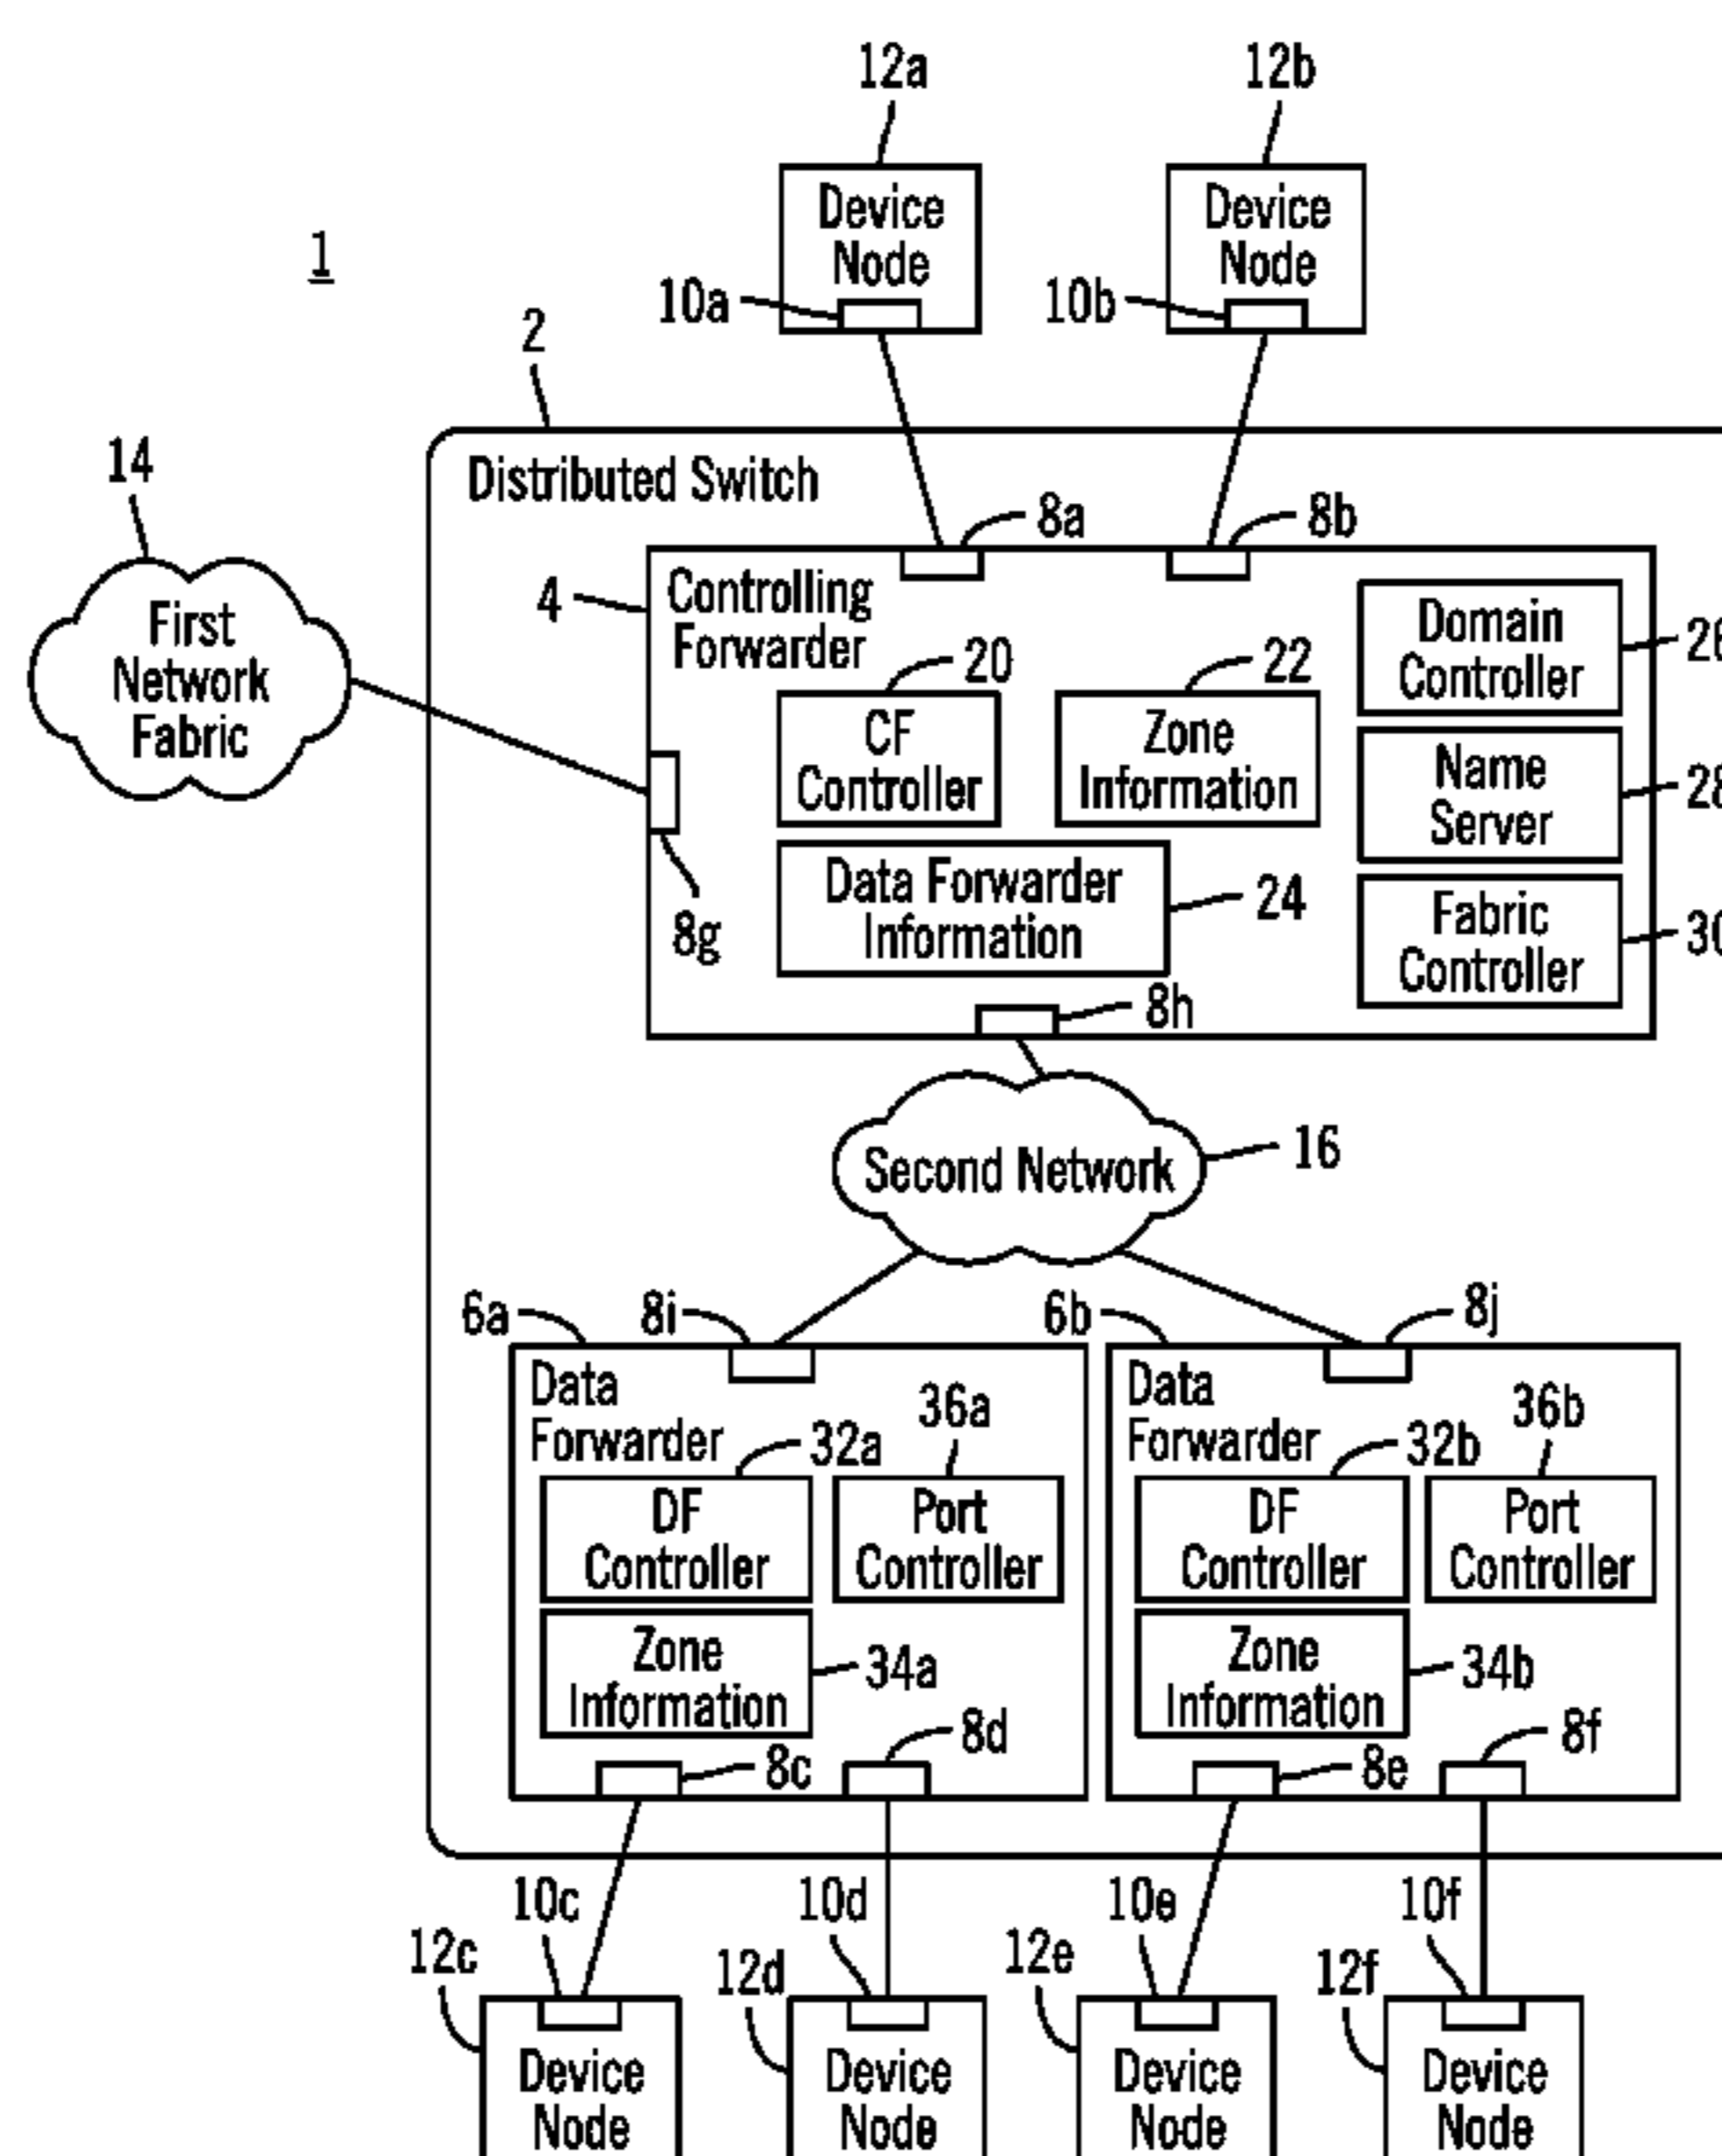 12a
12b
Device
Node
Device
Node
1
10a
10b
2
14
Distributed Switch
8a
8b
First
Network
Fabric
4
Controlling
Forwarder
20
22
Domain
Controller
26
CF
Controller
Zone
Information
Name
Server
28
Data Forwarder
Information
24
Fabric
Controller
30
8g
8h
Second Network
16
6a
8i
6b
8j
Data
Forwarder
36a
Data
Forwarder
36b
32a
32b
DF
Controller
Port
Controller
DF
Controller
Port
Controller
Zone
Information
34a
Zone
Information
34b
8c
8d
8e
8f
10c
10d
10e
10f
12c
12d
12e
12f
Device
Node
Device
Node
Device
Node
Device
Node